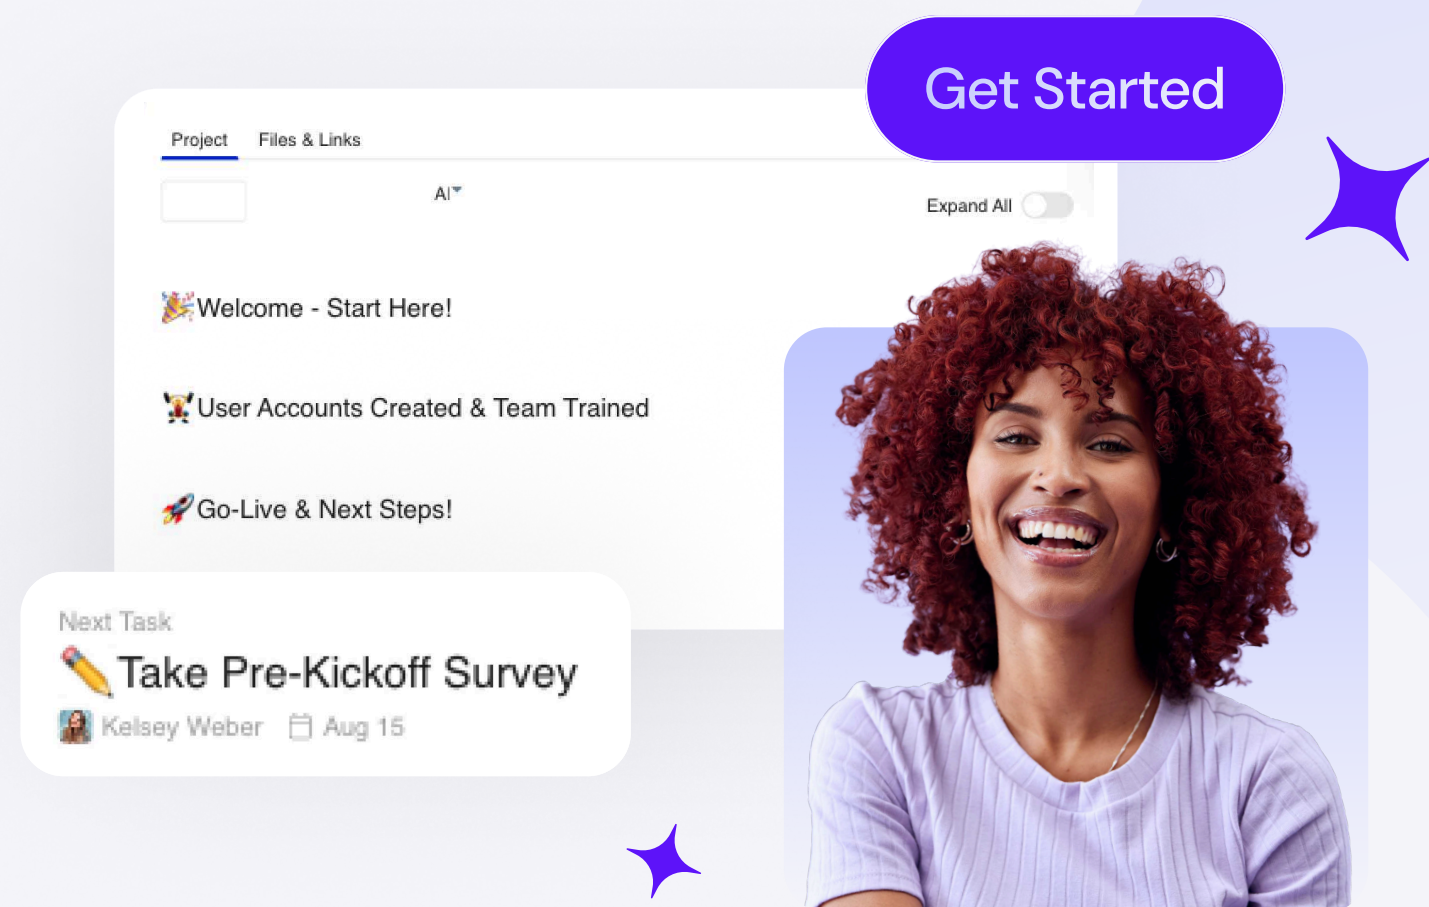 Get Started
Project
Files & Links
Al
Expand All
Welcome - Start Here!
User Accounts Created & Team Trained
Go-Live & Next Steps!
Next Task
Take Pre-Kickoff Survey
Kelsey Weber
Aug 15